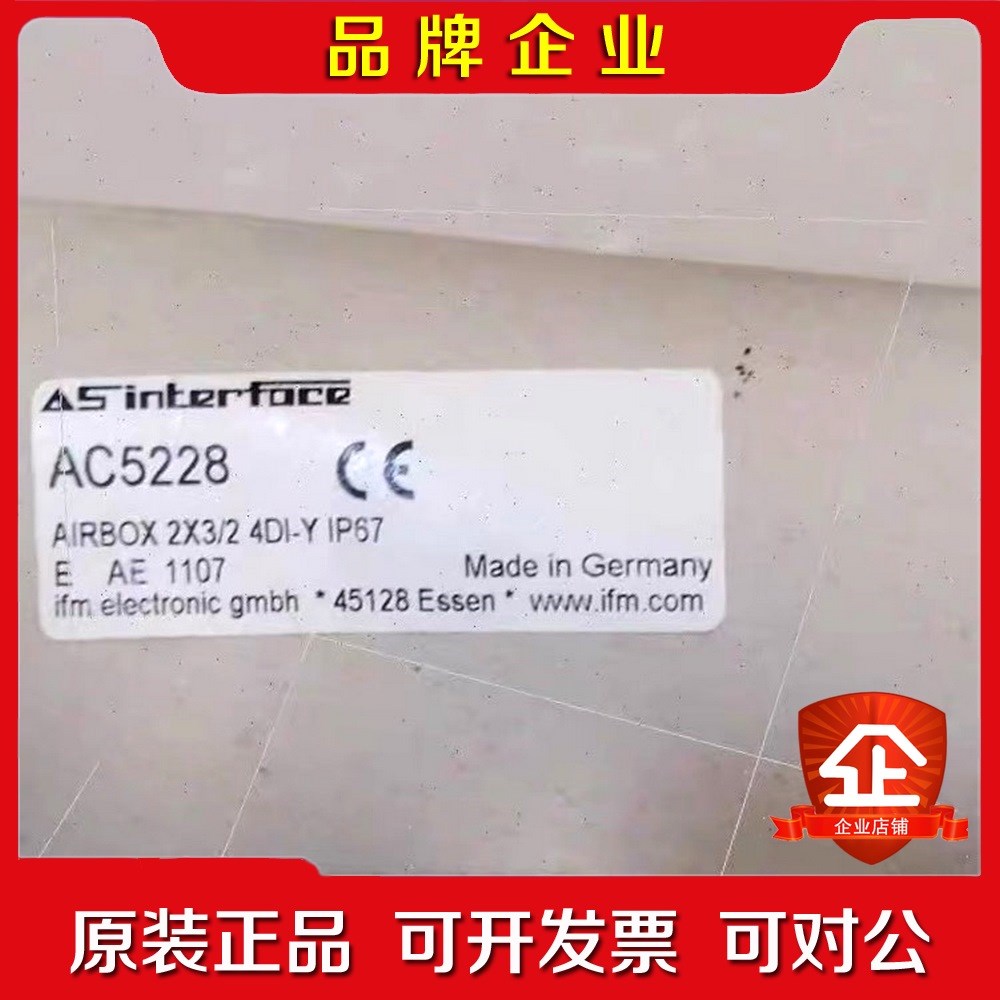 品牌企业
AS interface
AC5228 CE
AIRBOX 2X3/2 4DI-Y IP67
E AE 1107 Made in Germany
ifm electronic gmbh * 45128 Essen * www.ifm.com
企
企业店铺
原装正品 可开发票 可对公